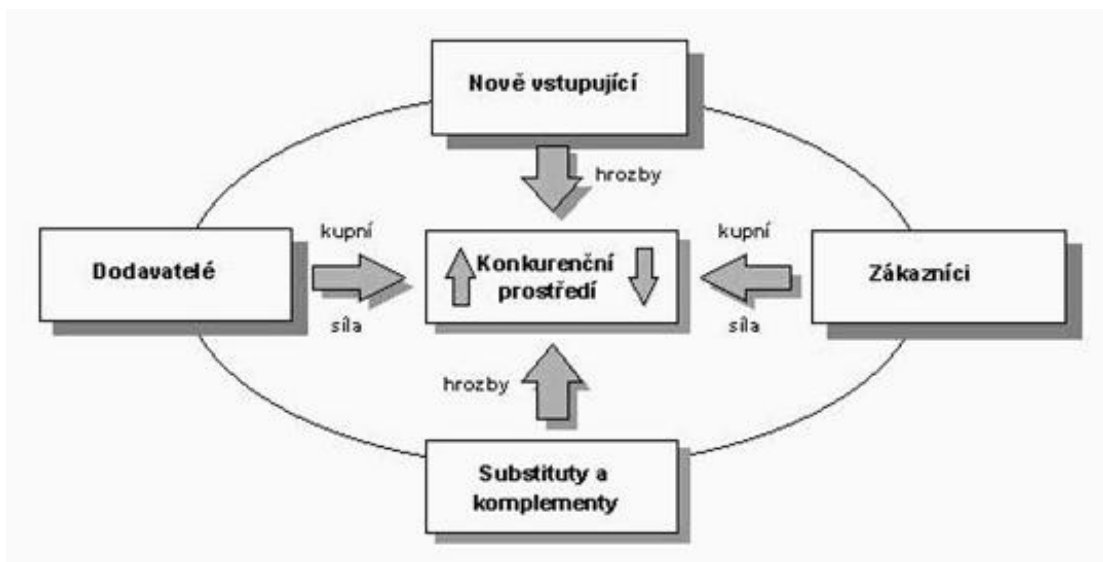 Nově vstupující
hrozby
kupní
kupní
Dodavatelé
Konkurenční
prostředí
Zákazníci
síla
síla
hrozby
Substituty a
komplementy